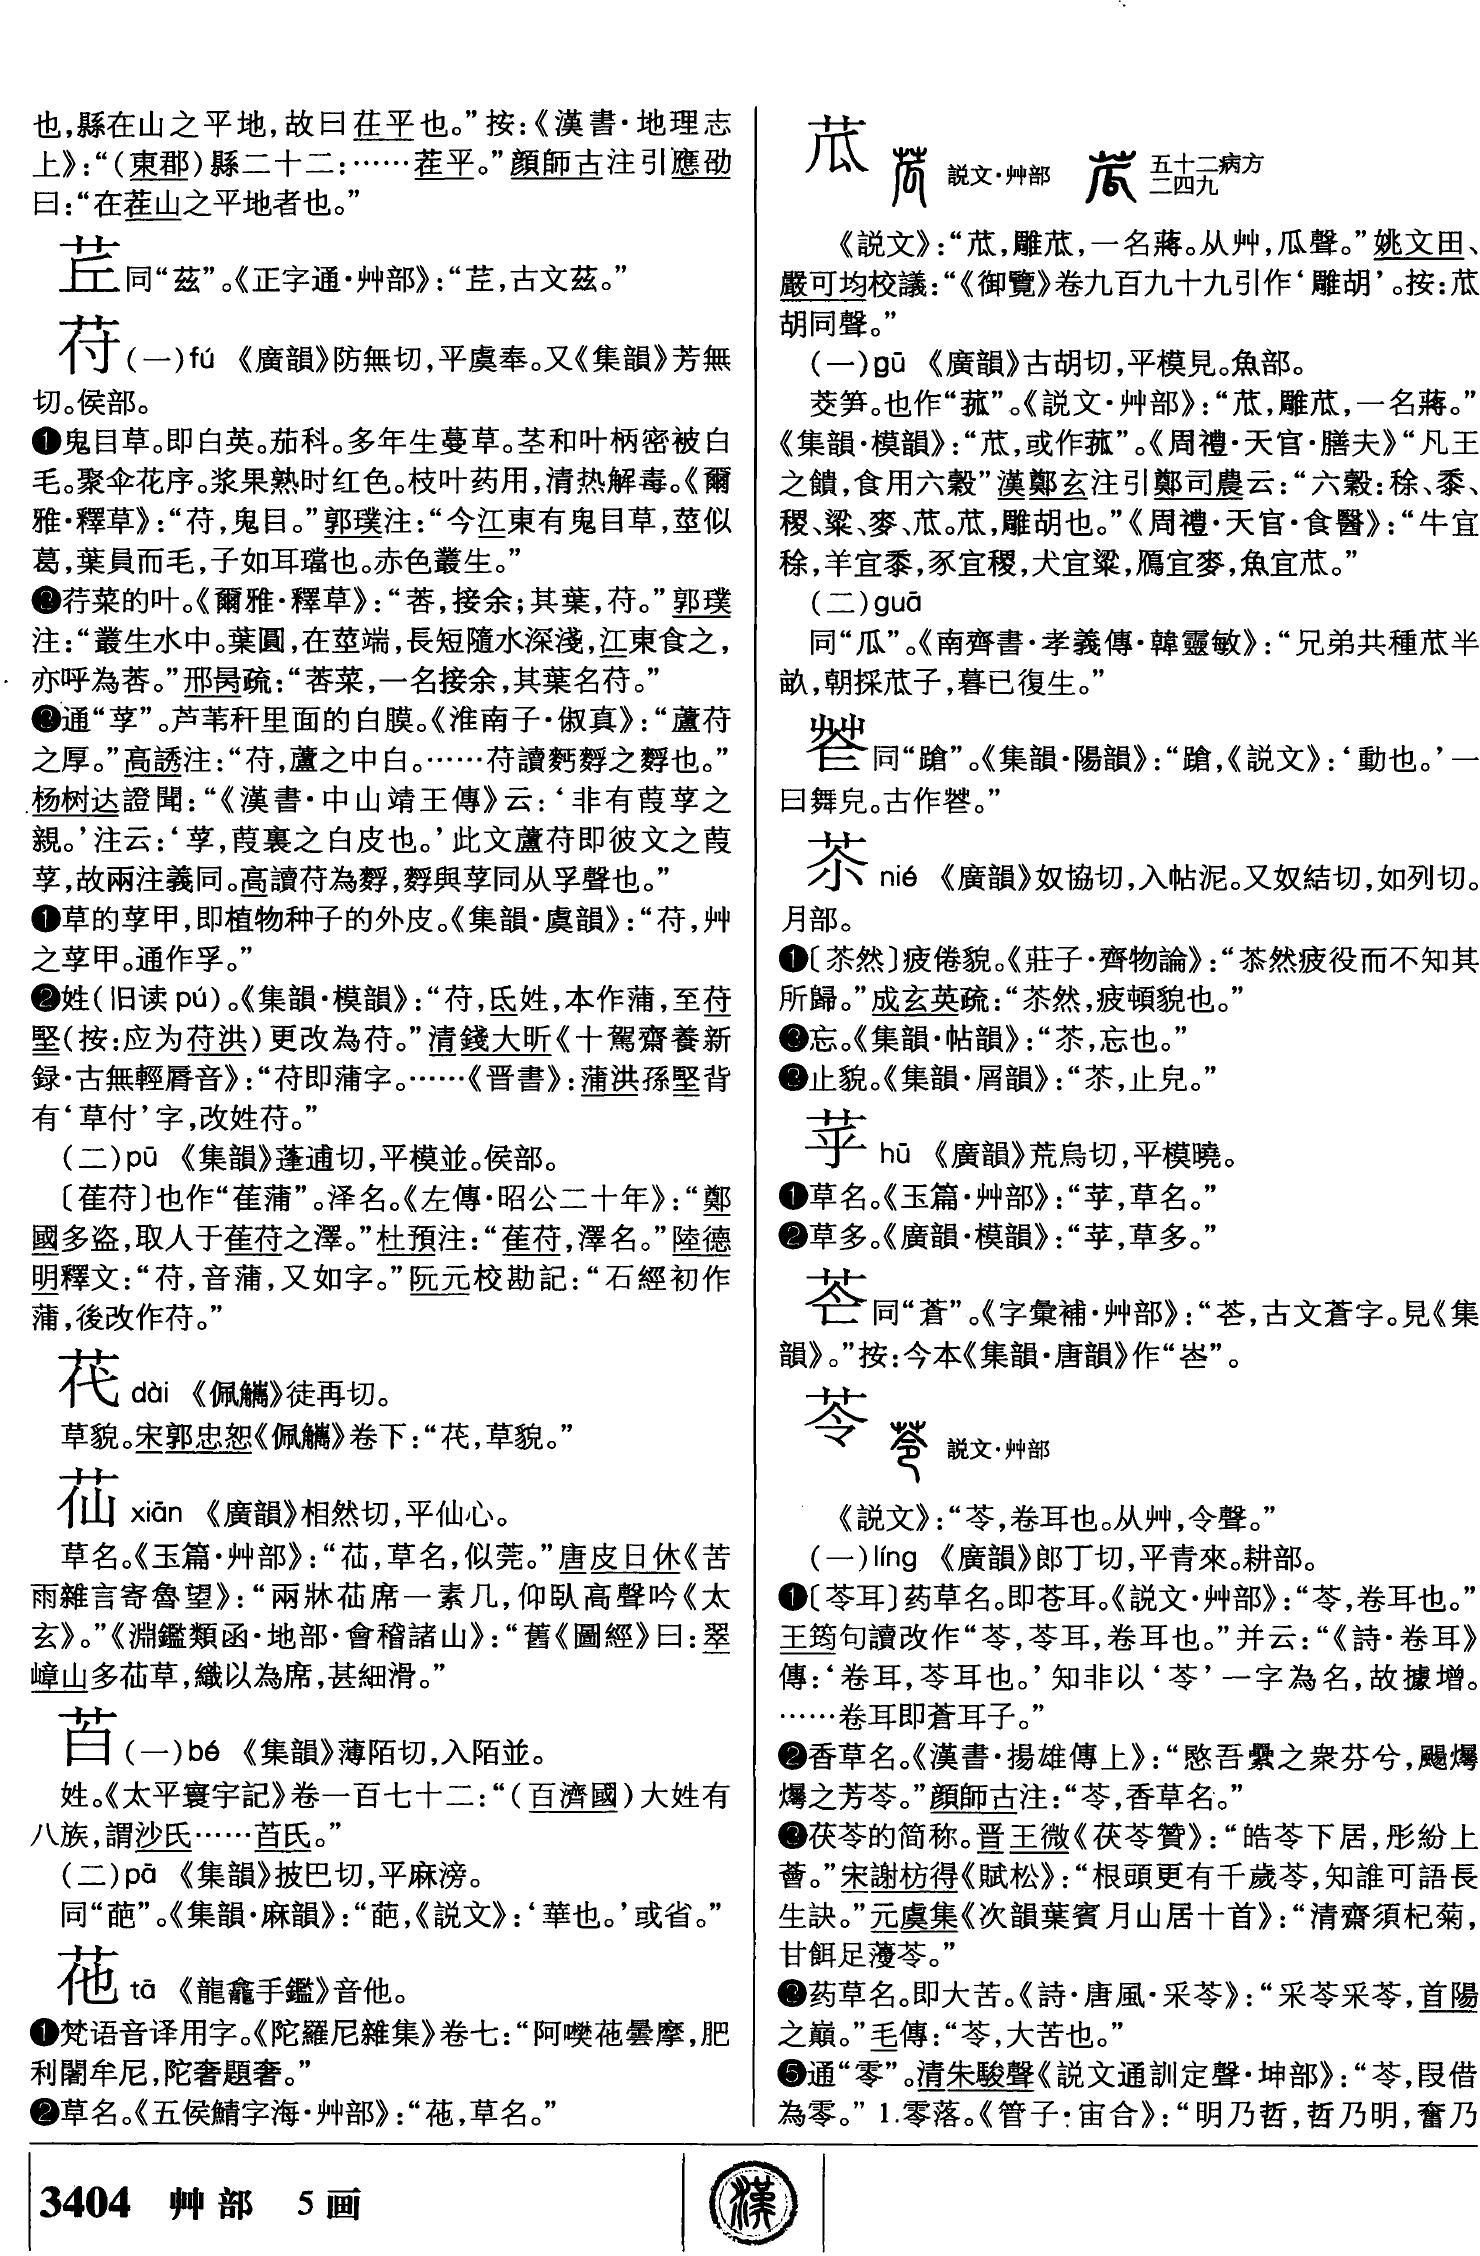 也，縣在山之平地，故曰茌平也。”按：《漢書·地理志
上》：“（東郡）縣二十二：……茬平。”顔師古注引應劭
曰：“在茬山之平地者也。”
苙同“茲”。《正字通·艸部》：“苙，古文茲。”
苻（一）fú 《廣韻》防無切，平虞奉。又《集韻》芳無
切。侯部。
❶鬼目草。即白英。茄科。多年生蔓草。茎和叶柄密被白
毛。聚伞花序。浆果熟时红色。枝叶药用，清热解毒。《爾
雅·釋草》：“苻，鬼目。”郭璞注：“今江東有鬼目草，莖似
葛，葉員而毛，子如耳璫也。赤色叢生。”
❷荇菜的叶。《爾雅·釋草》：“莕，接余；其葉，苻。”郭璞
注：“叢生水中。葉圓，在莖端，長短隨水深淺，江東食之，
亦呼為莕。”邢昺疏：“莕菜，一名接余，其葉名苻。”
❸通“莩”。芦苇秆里面的白膜。《淮南子·俶真》：“蘆苻
之厚。”高誘注：“苻，蘆之中白。……苻讀麪䴸之䴸也。”
杨树达證聞：“《漢書·中山靖王傳》云：‘非有葭莩之
親。’注云：‘莩，葭裏之白皮也。’此文蘆苻即彼文之葭
莩，故兩注義同。高讀苻為䴸，䴸與莩同从孚聲也。”
❶草的莩甲，即植物种子的外皮。《集韻·虞韻》：“苻，艸
之莩甲。通作孚。”
❷姓（旧读pú）。《集韻·模韻》：“苻，氐姓，本作蒲，至苻
堅（按：应为苻洪）更改為苻。”清錢大昕《十駕齋養新
録·古無輕脣音》：“苻即蒲字。……《晋書》：蒲洪孫堅背
有‘草付’字，改姓苻。”
（二）pū 《集韻》蓬逋切，平模並。侯部。
〔萑苻〕也作“萑蒲”。泽名。《左傳·昭公二十年》：“鄭
國多盗，取人于萑苻之澤。”杜預注：“萑苻，澤名。”陸德
明釋文：“苻，音蒲，又如字。”阮元校勘記：“石經初作
蒲，後改作苻。”
茋 dài 《佩觿》徒再切。
草貌。宋郭忠恕《佩觿》卷下：“，草貌。”
苮 xiān 《廣韻》相然切，平仙心。
草名。《玉篇·艸部》：“苮，草名，似莞。”唐皮日休《苦
雨雜言寄魯望》：“兩牀苮席一素几，仰臥高聲吟《太
玄》。”《淵鑑類函·地部·會稽諸山》：“舊《圖經》曰：翠
嶂山多苮草，織以為席，甚細滑。”
苩（一）bé 《集韻》薄陌切，入陌並。
姓。《太平寰宇記》卷一百七十二：“（百濟國）大姓有
八族，謂沙氏……苩氏。”
（二）pā 《集韻》披巴切，平麻滂。
同“葩”。《集韻·麻韻》：“葩，《説文》：‘華也。’或省。”
苂 tā 《龍龕手鑑》音他。
❶梵语音译用字。《陀羅尼雜集》卷七：“阿㗨曇摩，肥
利闍牟尼，陀奢題奢。”
❷草名。《五侯鯖字海·艸部》：“，草名。”
苽 説文·艸部 五十二病方
二四九
《説文》：“苽，雕苽，一名蔣。从艸，瓜聲。”姚文田、
嚴可均校議：“《御覽》卷九百九十九引作‘雕胡’。按：苽
胡同聲。”
（一）gū 《廣韻》古胡切，平模見。魚部。
茭笋。也作“菰”。《説文·艸部》：“苽，雕苽，一名蔣。”
《集韻·模韻》：“苽，或作菰”。《周禮·天官·膳夫》“凡王
之饋，食用六穀”漢鄭玄注引鄭司農云：“六穀：稌、黍、
稷、粱、麥、苽。苽，雕胡也。”《周禮·天官·食醫》：“牛宜
稌，羊宜黍，豕宜稷，犬宜粱，鴈宜麥，魚宜苽。”
（二）guā
同“瓜”。《南齊書·孝義傳·韓靈敏》：“兄弟共種苽半
畝，朝採苽子，暮已復生。”
同“蹌”。《集韻·陽韻》：“蹌，《説文》：‘動也。’一
曰舞皃。古作。”
苶 nié 《廣韻》奴協切，入帖泥。又奴結切，如列切。
月部。
❶〔苶然〕疲倦貌。《莊子·齊物論》：“苶然疲役而不知其
所歸。”成玄英疏：“苶然，疲頓貌也。”
❷忘。《集韻·帖韻》：“苶，忘也。”
❸止貌。《集韻·屑韻》：“苶，止皃。”
苸 hū 《廣韻》荒烏切，平模曉。
❶草名。《玉篇·艸部》：“苸，草名。”
❷草多。《廣韻·模韻》：“苸，草多。”
同“蒼”。《字彙補·艸部》：“，古文蒼字。見《集
韻》。”按：今本《集韻·唐韻》作“”。
苓 説文·艸部
《説文》：“苓，卷耳也。从艸，令聲。”
（一）líng 《廣韻》郎丁切，平青來。耕部。
❶〔苓耳〕药草名。即苍耳。《説文·艸部》：“苓，卷耳也。”
王筠句讀改作“苓，苓耳，卷耳也。”并云：“《詩·卷耳》
傳：‘卷耳，苓耳也。’知非以‘苓’一字為名，故據增。
……卷耳即蒼耳子。”
❷香草名。《漢書·揚雄傳上》：“愍吾纍之衆芬兮，颺爗
爗之芳苓。”顔師古注：“苓，香草名。”
❸茯苓的简称。晋王微《茯苓贊》：“皓苓下居，彤紛上
薈。”宋謝枋得《賦松》：“根頭更有千歲苓，知誰可語長
生訣。”元虞集《次韻葉賓月山居十首》：“清齋須杞菊，
甘餌足薓苓。”
❹药草名。即大苦。《詩·唐風·采苓》：“采苓采苓，首陽
之巔。”毛傳：“苓，大苦也。”
❺通“零”。清朱駿聲《説文通訓定聲·坤部》：“苓，叚借
為零。”1.零落。《管子·宙合》：“明乃哲，哲乃明，奮乃
3404 艸部 5画
漢